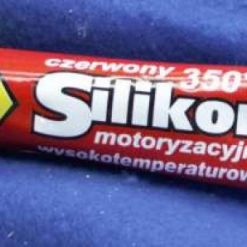 czerwony 350°
Silikon
motoryzacyjn
wysokotemperaturow